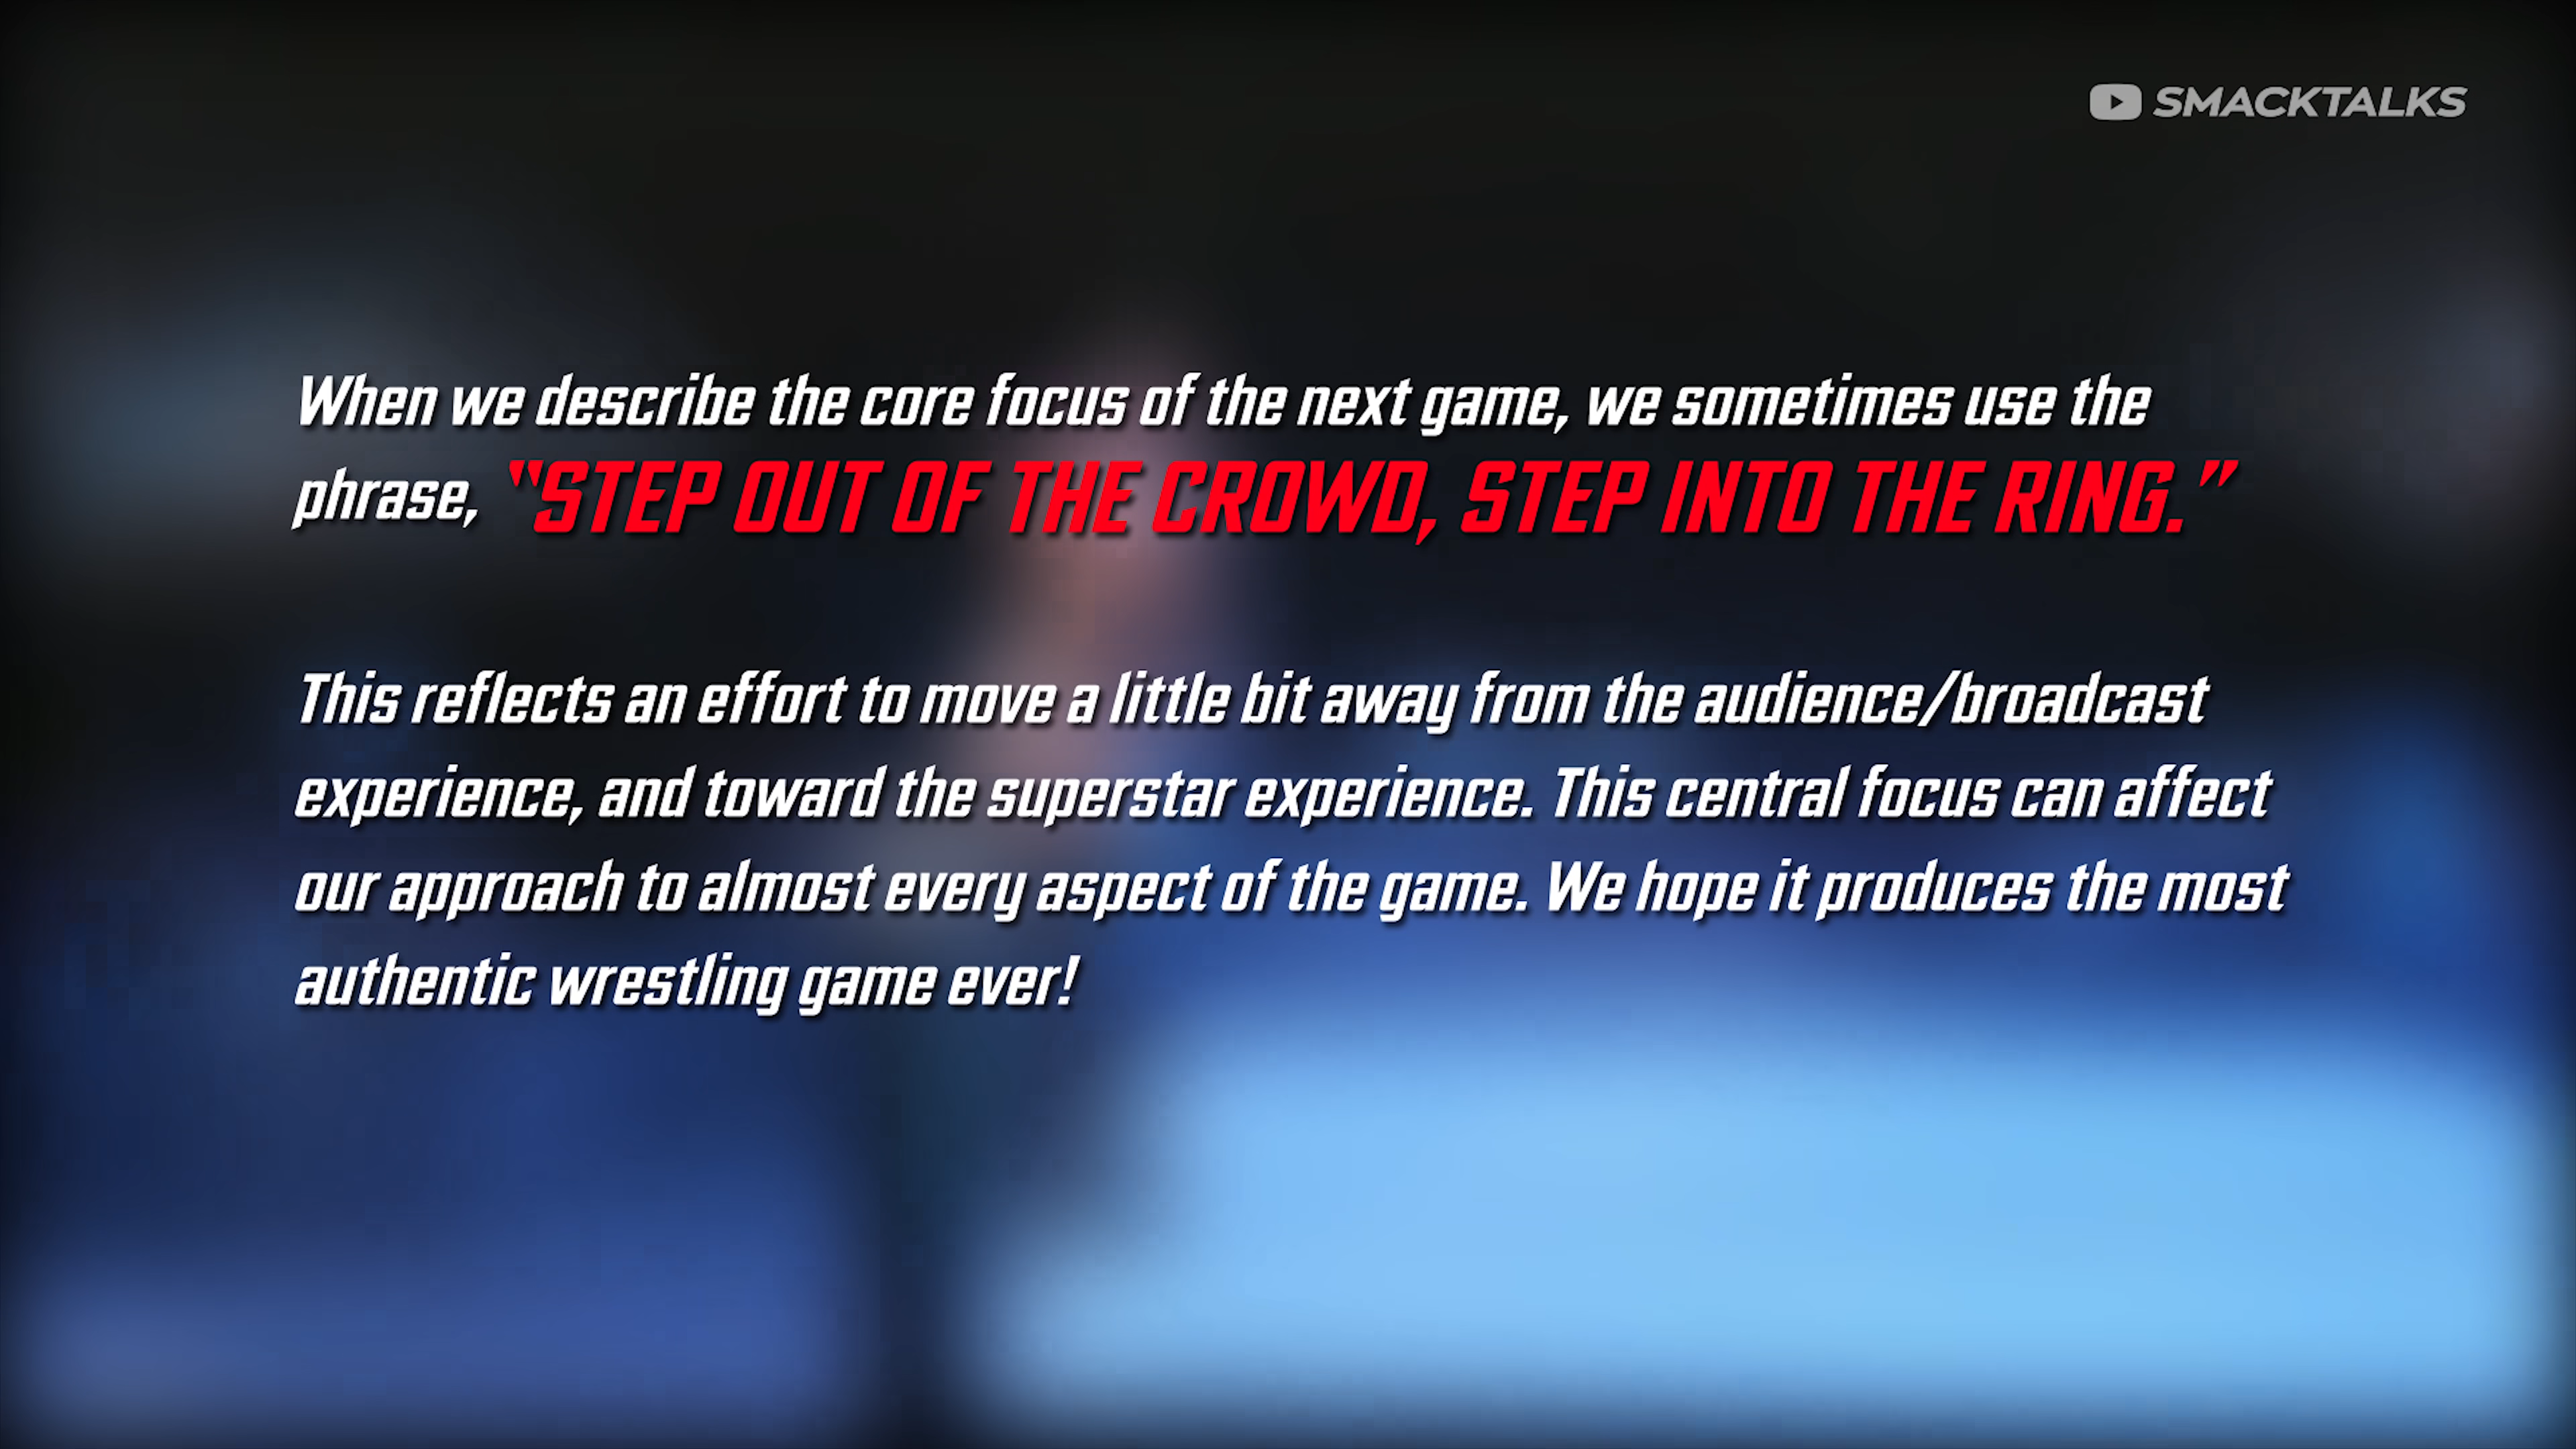 SMACKTALKS
When we describe the core focus of the next game, we sometimes use the
phrase, “STEP OUT OF THE CROWD, STEP INTO THE RING.”
This reflects an effort to move a little bit away from the audience/broadcast
experience, and toward the superstar experience. This central focus can affect
our approach to almost every aspect of the game. We hope it produces the most
authentic wrestling game ever!